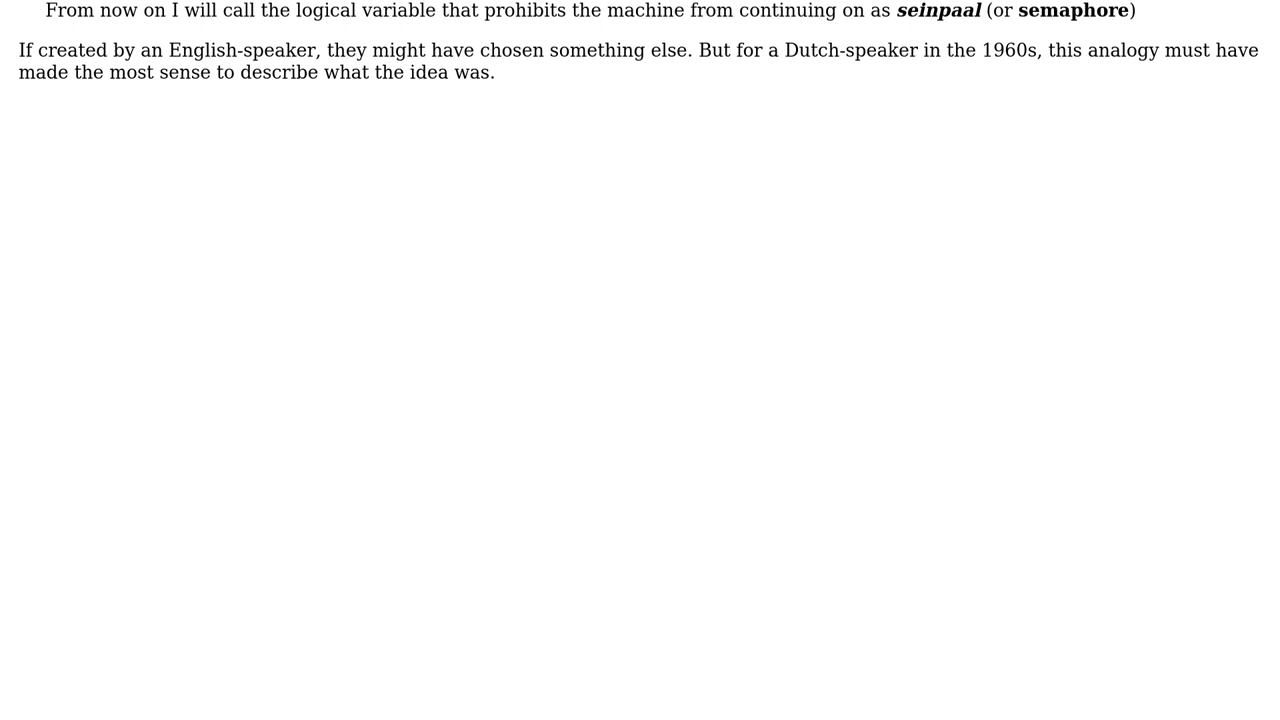 From now on I will call the logical variable that prohibits the machine from continuing on as seinpaal (or semaphore)
If created by an English-speaker, they might have chosen something else. But for a Dutch-speaker in the 1960s, this analogy must have
made the most sense to describe what the idea was.